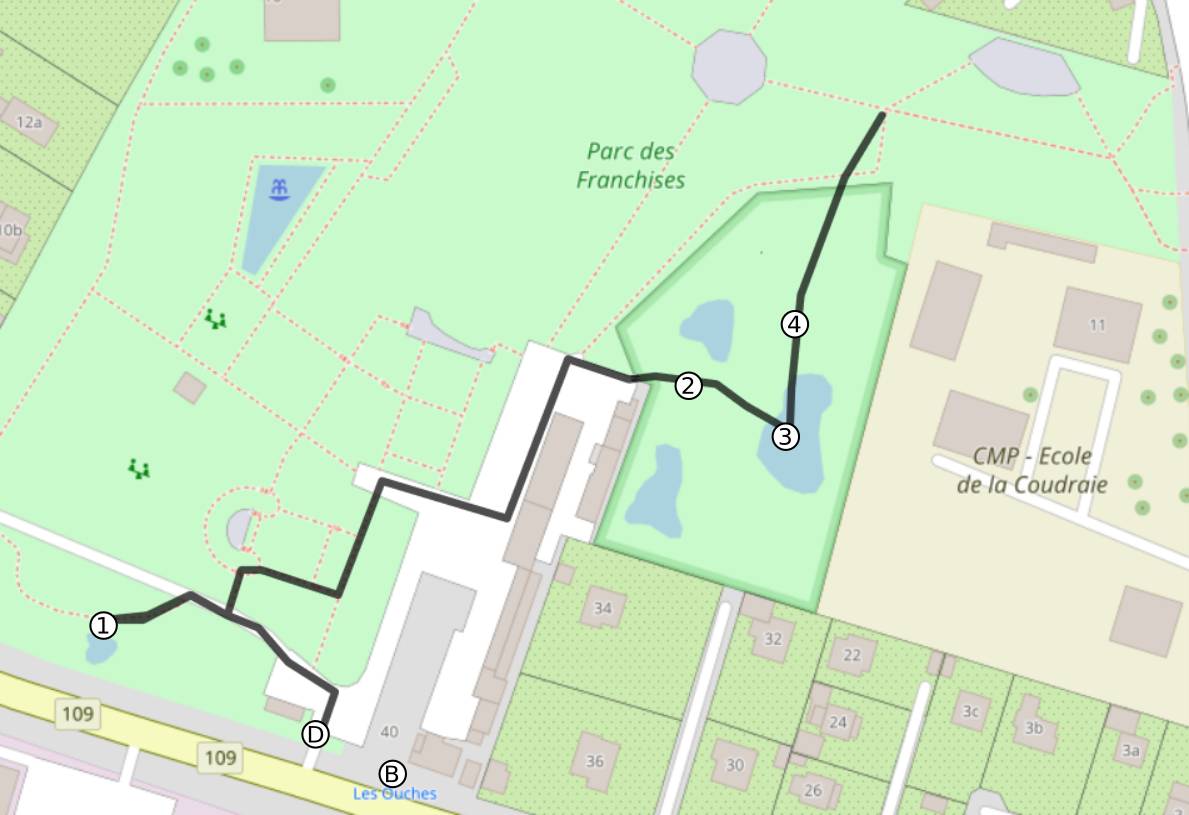 12a
10b
Parc des
Franchises
11
CMP - Ecole
de la Coudraie
4
2
3
1
34
32
22
3c
3b
3a
24
109
109
D
40
36
30
26
B
Les Ouches